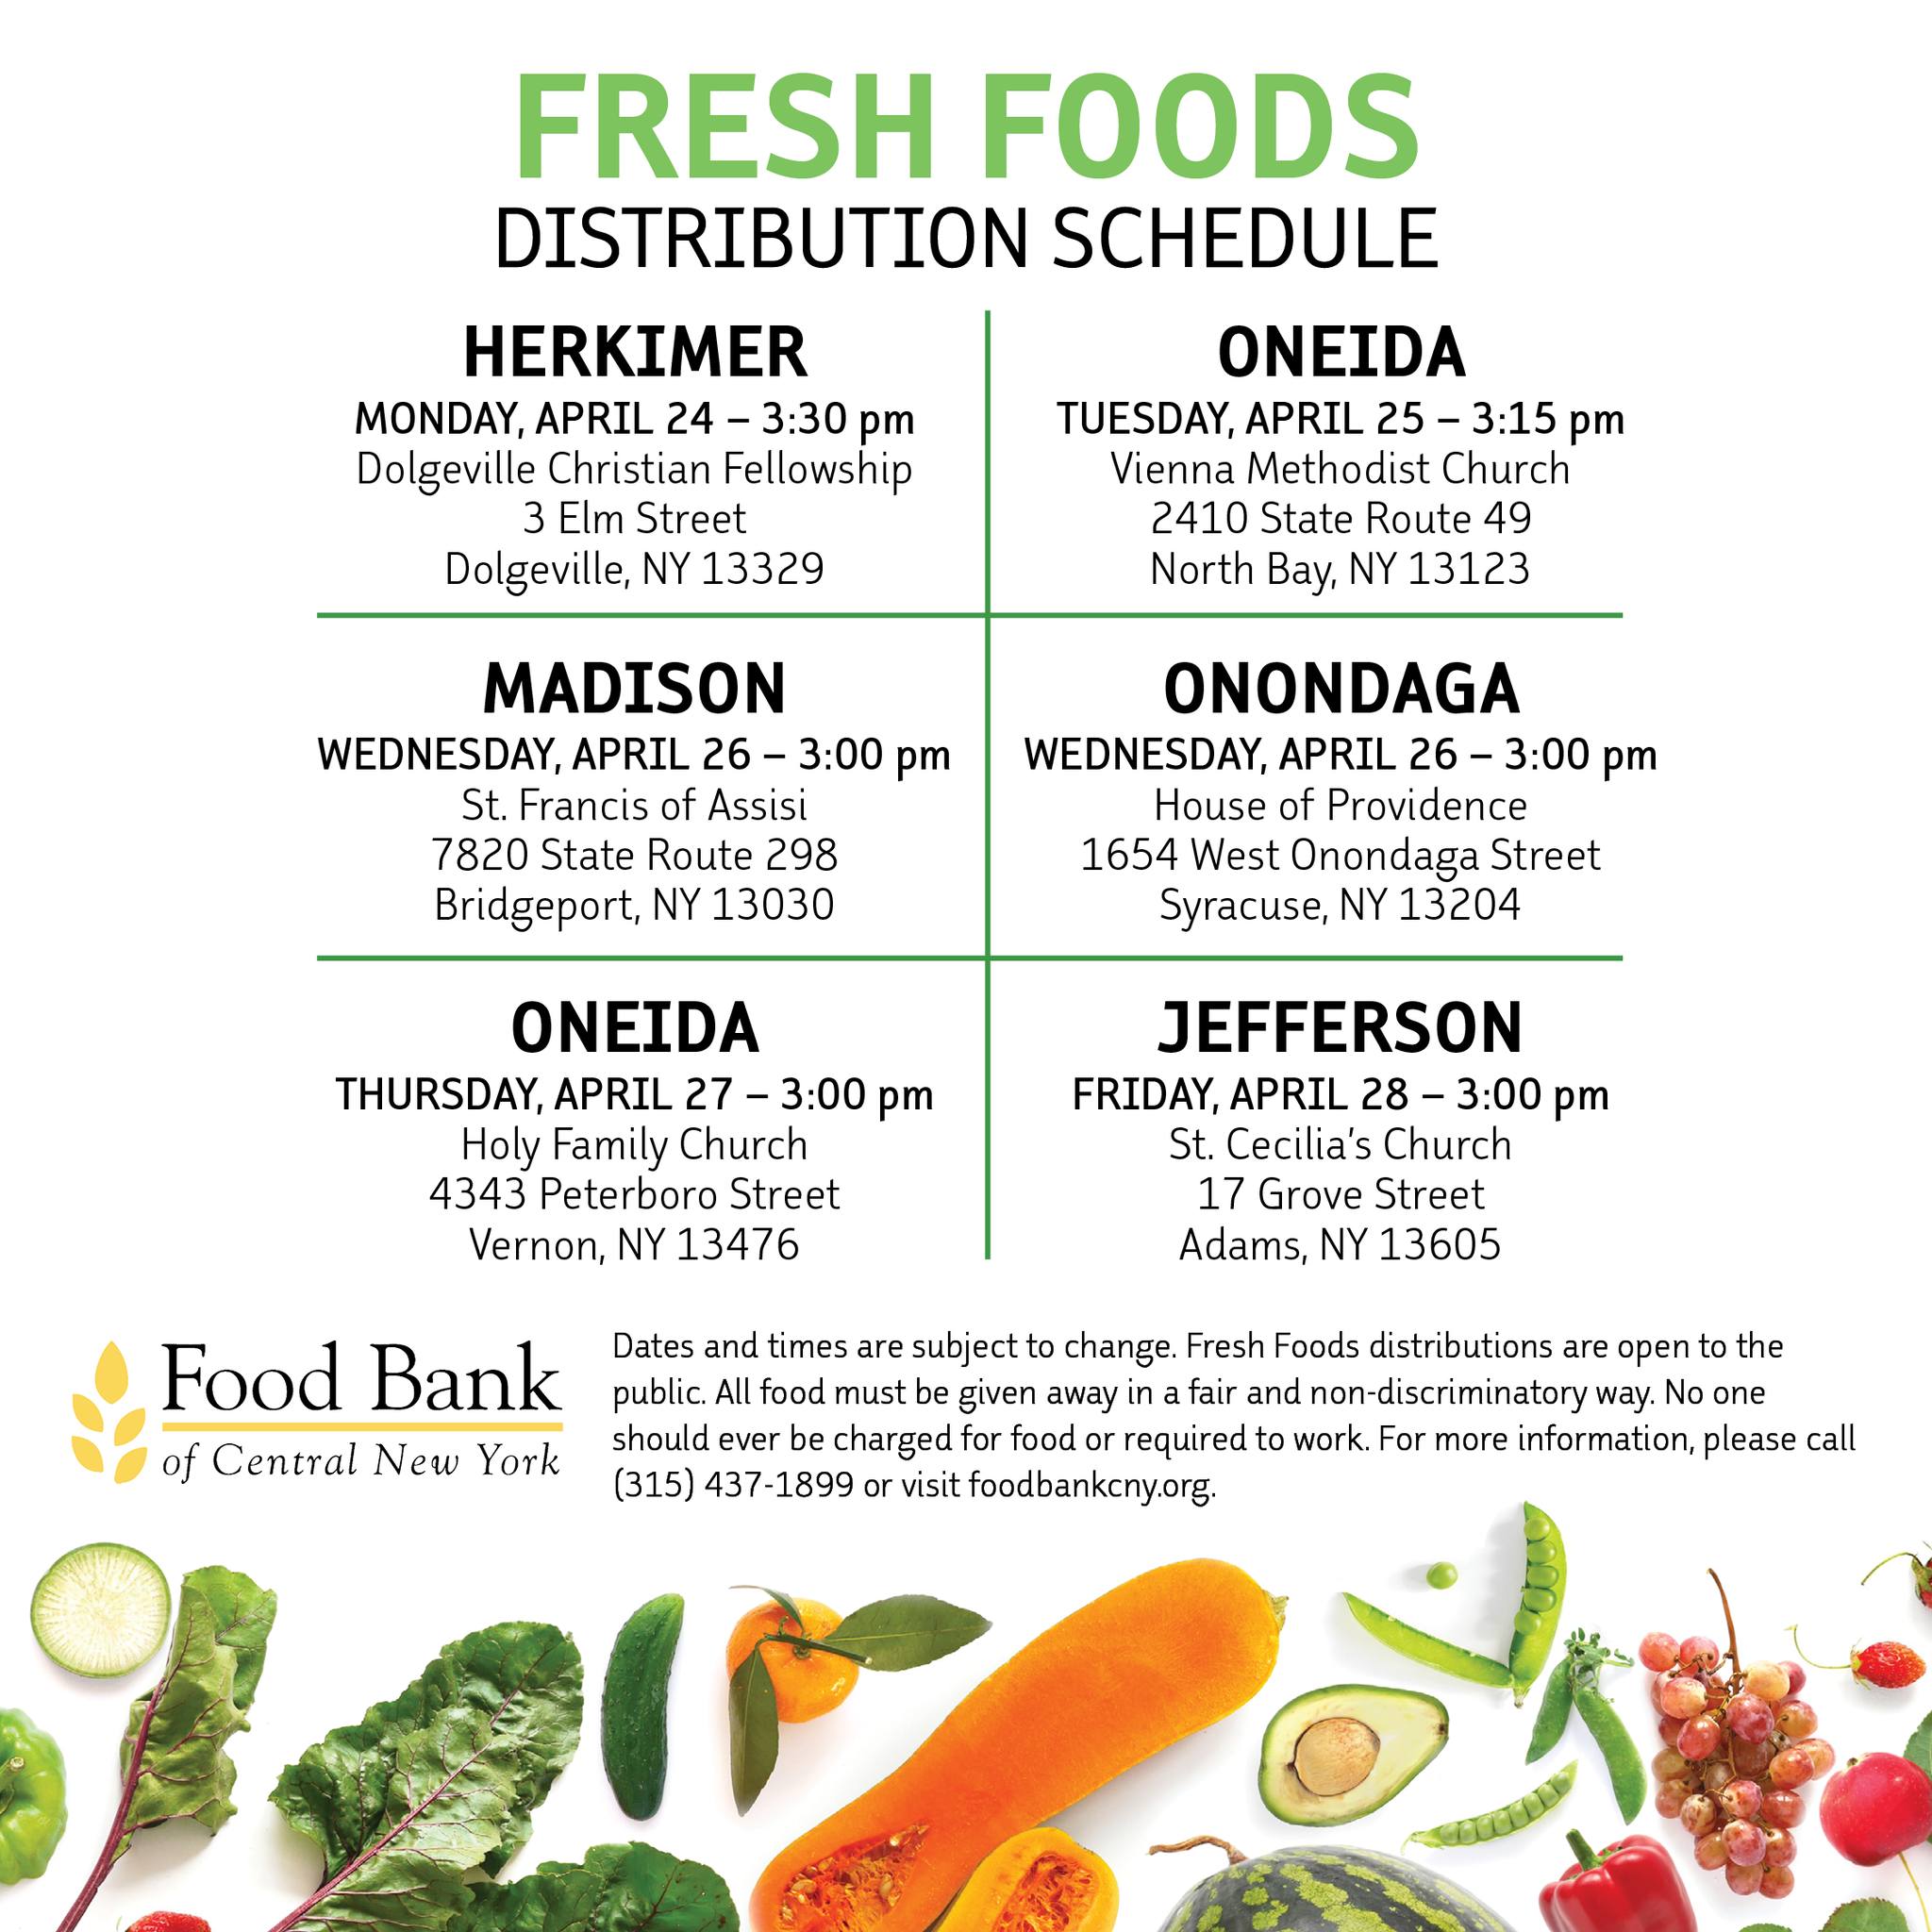 FRESH FOODS
DISTRIBUTION SCHEDULE
HERKIMER
MONDAY, APRIL 24 – 3:30 pm
Dolgeville Christian Fellowship
3 Elm Street
Dolgeville, NY 13329
ONEIDA
TUESDAY, APRIL 25 – 3:15 pm
Vienna Methodist Church
2410 State Route 49
North Bay, NY 13123
MADISON
WEDNESDAY, APRIL 26 – 3:00 pm
St. Francis of Assisi
7820 State Route 298
Bridgeport, NY 13030
ONONDAGA
WEDNESDAY, APRIL 26 – 3:00 pm
House of Providence
1654 West Onondaga Street
Syracuse, NY 13204
ONEIDA
THURSDAY, APRIL 27 – 3:00 pm
Holy Family Church
4343 Peterboro Street
Vernon, NY 13476
JEFFERSON
FRIDAY, APRIL 28 – 3:00 pm
St. Cecilia’s Church
17 Grove Street
Adams, NY 13605
Food Bank
of Central New York
Dates and times are subject to change. Fresh Foods distributions are open to the
public. All food must be given away in a fair and non-discriminatory way. No one
should ever be charged for food or required to work. For more information, please call
(315) 437-1899 or visit foodbankcny.org.